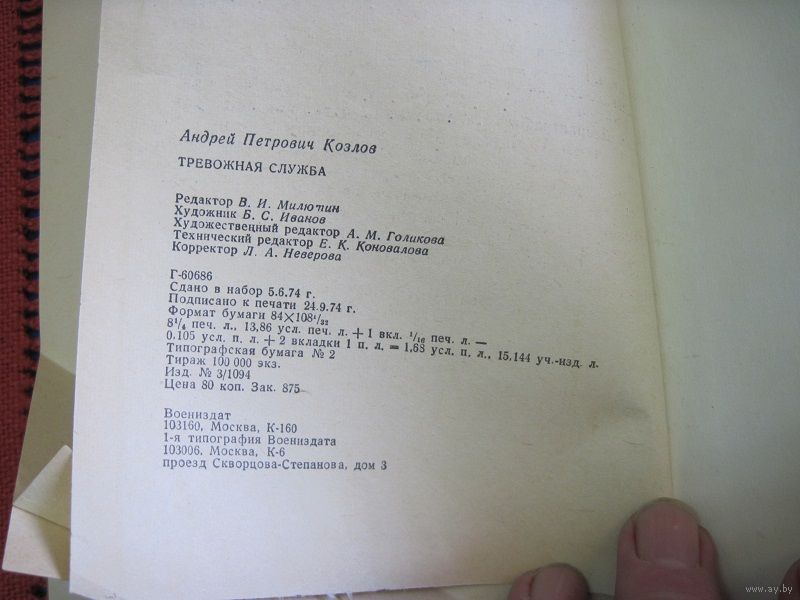 Андрей Петрович Козлов
ТРЕВОЖНАЯ СЛУЖБА
Редактор В. И. Милютин
Художник Б. С. Иванов
Художественный редактор А. М. Голикова
Технический редактор Е. К. Коновалова
Корректор Л. А. Неверова
Г-60686
Сдано в набор 5.6.74 г.
Подписано к печати 24.9.74 г.
Формат бумаги 84×108¹/₃₂
8¹/₄ печ. л., 13,86 усл. печ. л. + 1 вкл. ¹/₁₆ печ. л. —
0,105 усл. п. л. + 2 вкладки 1 п. л. = 1,68 усл. п. л., 15,144 уч.-изд. л.
Типографская бумага № 2
Тираж 100 000 экз.
Изд. № 3/1094
Цена 80 коп. Зак. 875
Воениздат
103160, Москва, К-160
1-я типография Воениздата
103006, Москва, К-6
проезд Скворцова-Степанова, дом 3
www.ay.by